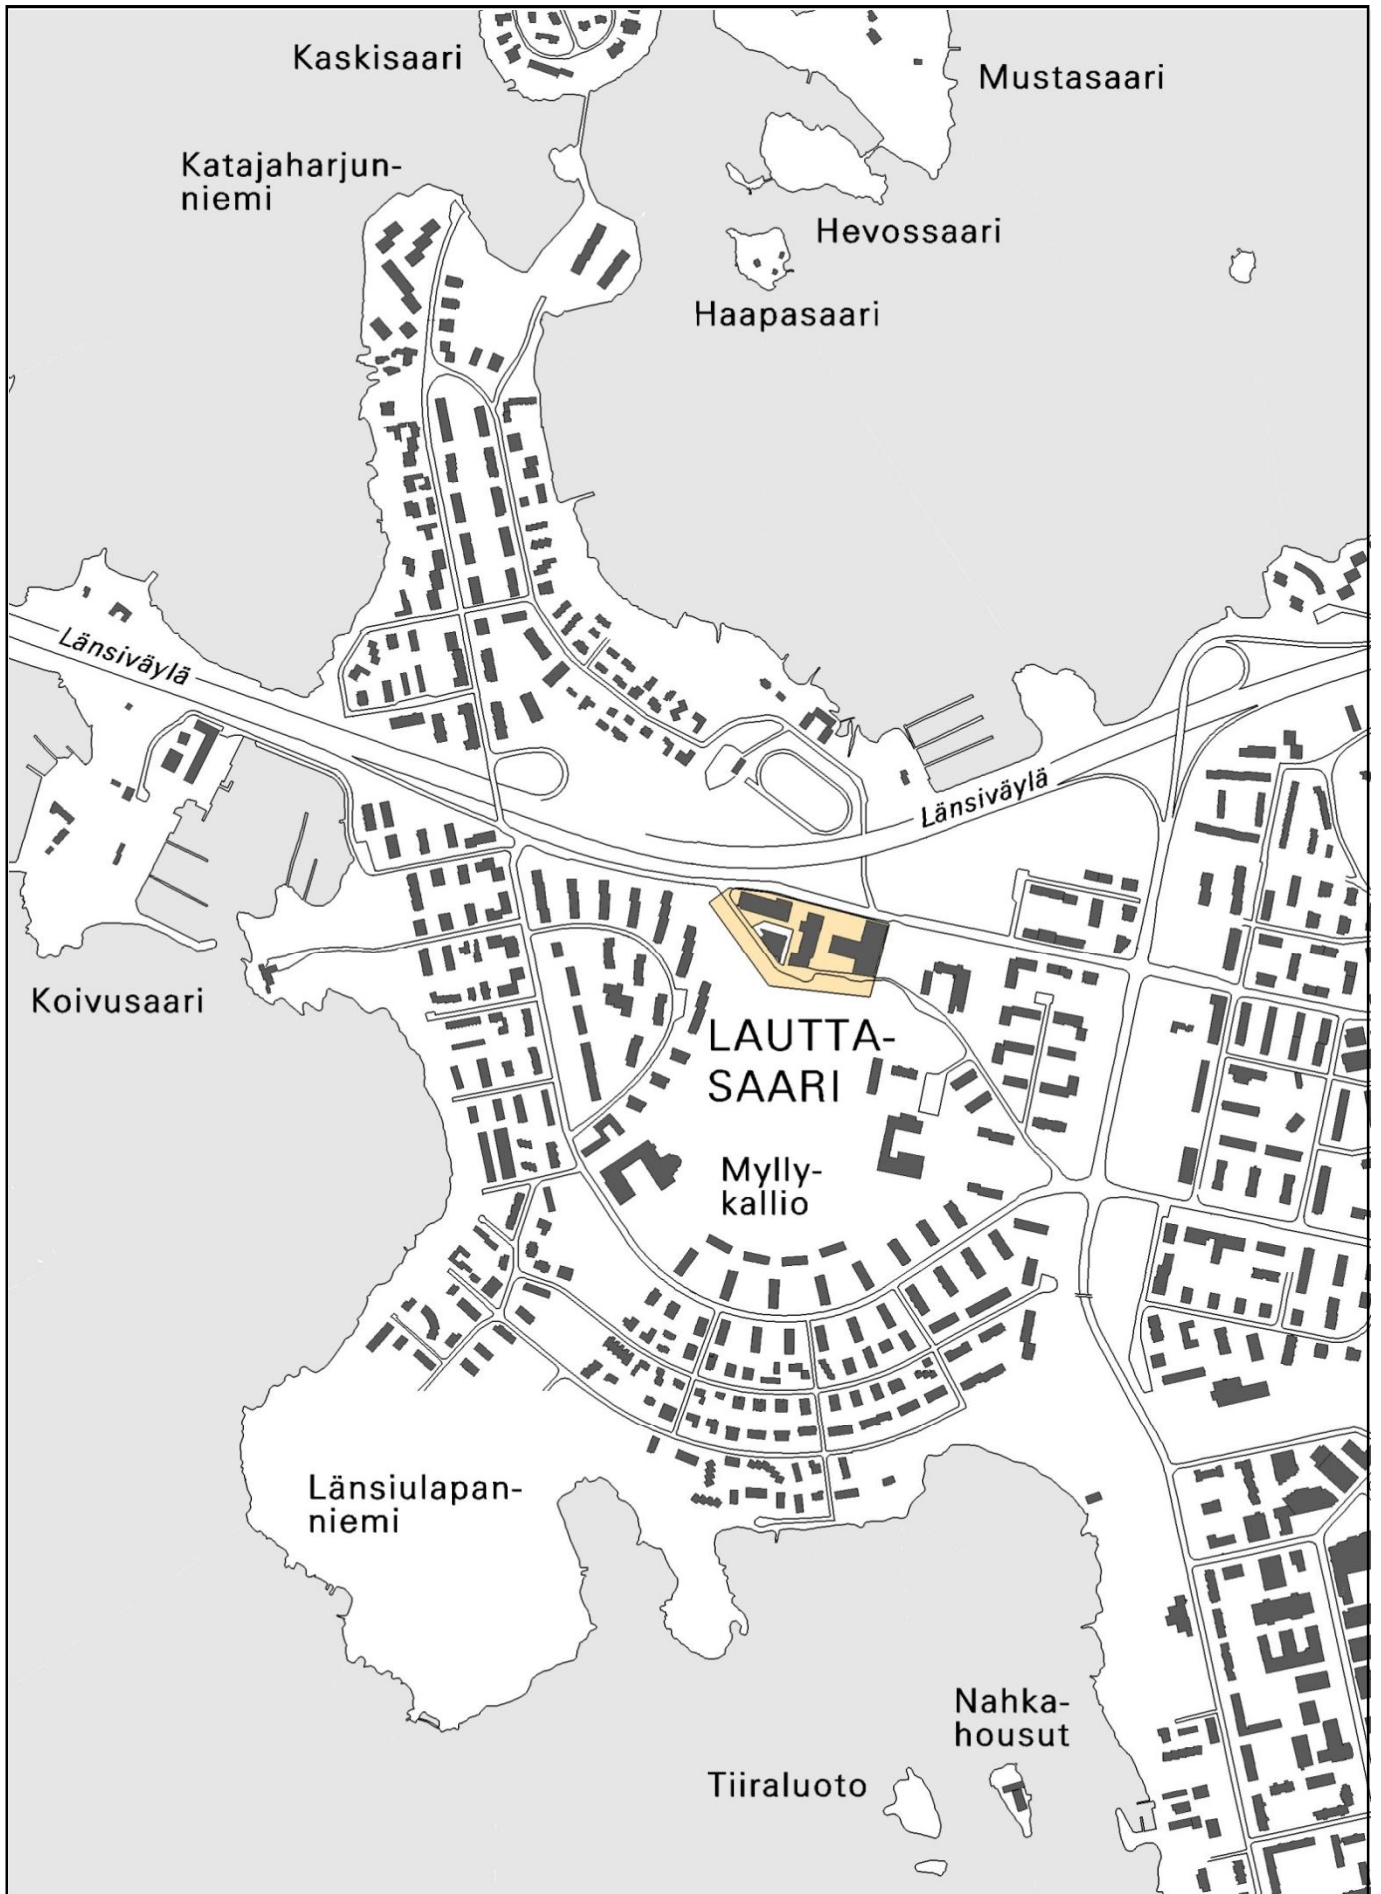 Kaskisaari
Mustasaari
Katajaharjun-
niemi
Hevossaari
Haapasaari
Länsiväylä
Länsiväylä
Koivusaari
LAUTTA-
SAARI
Mylly-
kallio
Länsiulapan-
niemi
Nahka-
housut
Tiiraluoto